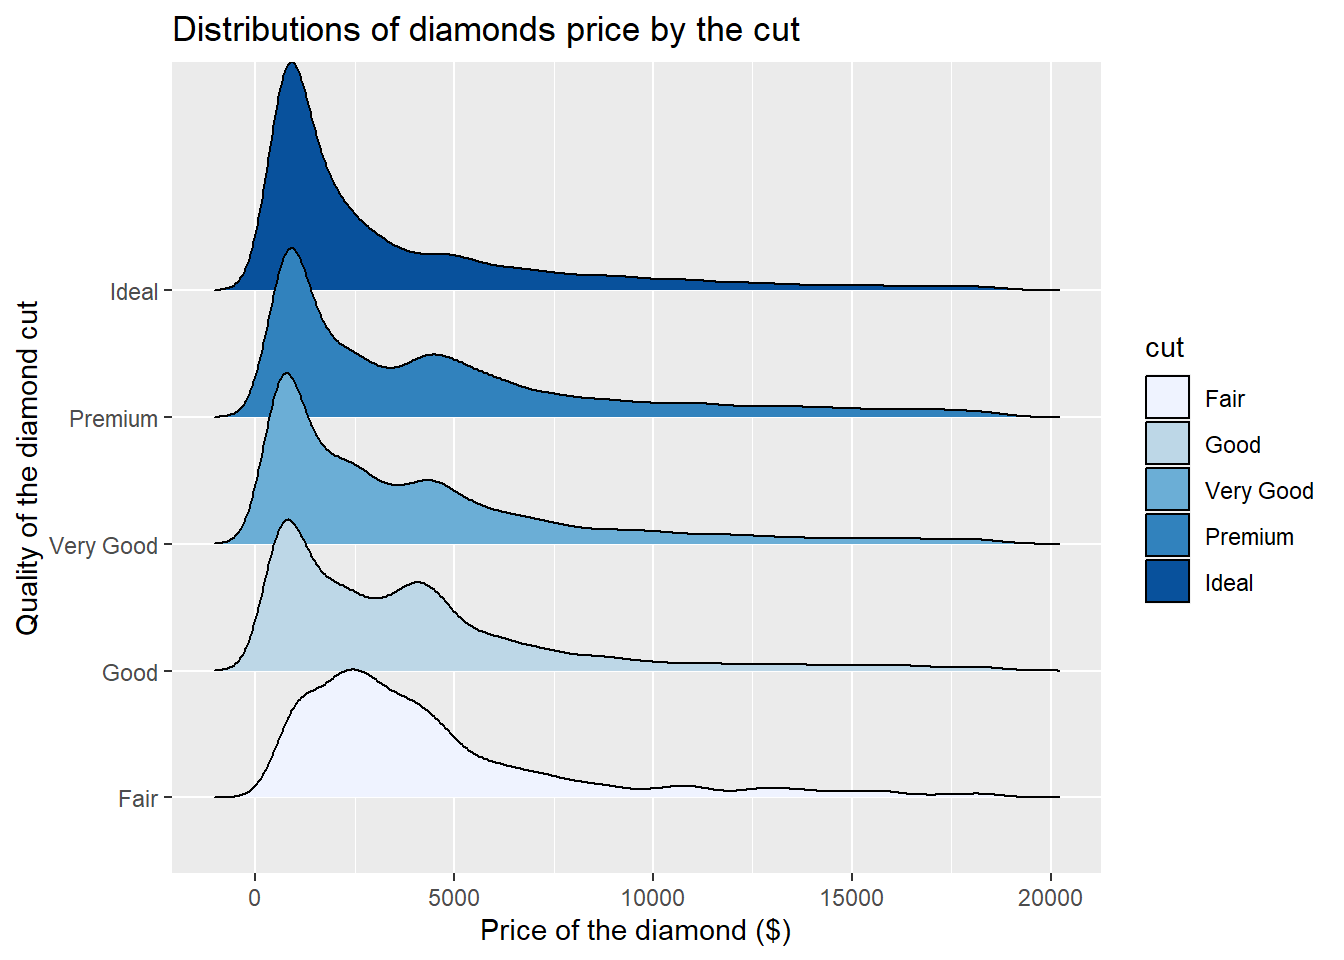 Distributions of diamonds price by the cut
Quality of the diamond cut
Ideal
Premium
Very Good
Good
Fair
0
5000
10000
15000
20000
Price of the diamond ($)
cut
Fair
Good
Very Good
Premium
Ideal